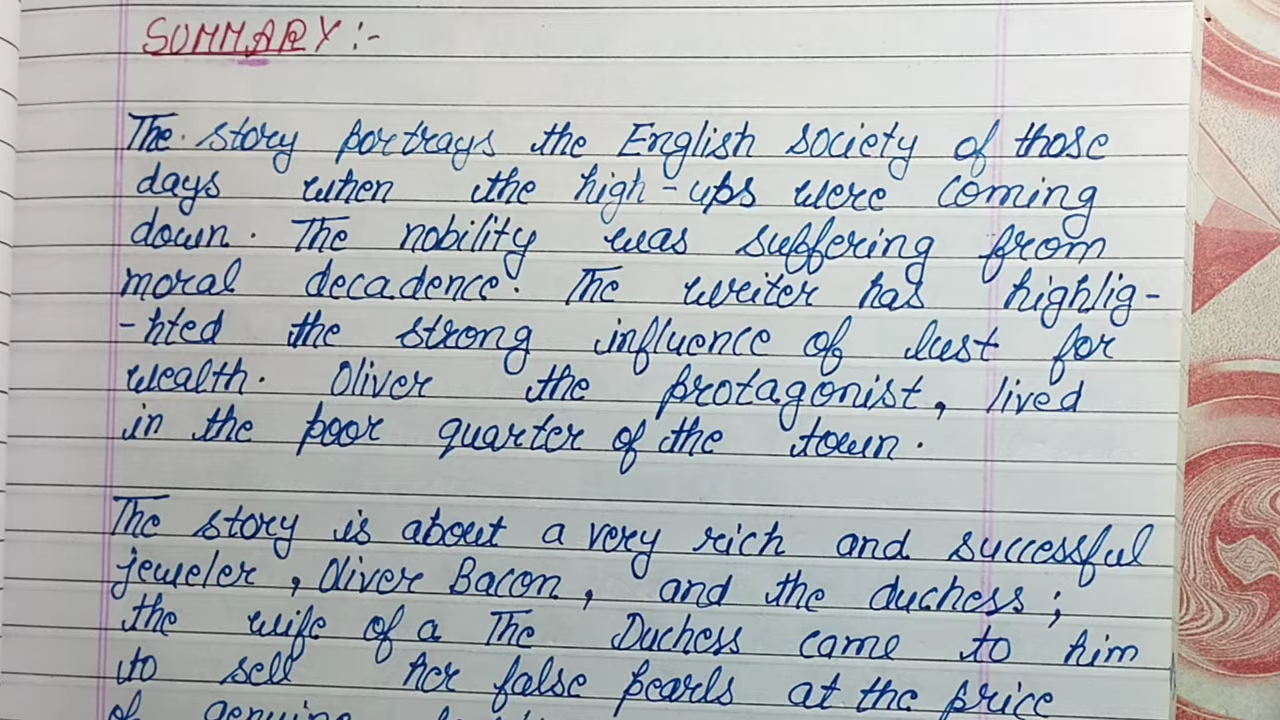 SUMMARY :-
The story portrays the English society of those
days when the high-ups were coming
down. The nobility was suffering from
moral decadence. The writer has highlig-
-hted the strong influence of lust for
wealth. Oliver the protagonist, lived
in the poor quarter of the town.
The story is about a very rich and successful
jeweler, Oliver Bacon, and the duchess;
the wife of a The Duchess came to him
to sell her false pearls at the price
of genuine